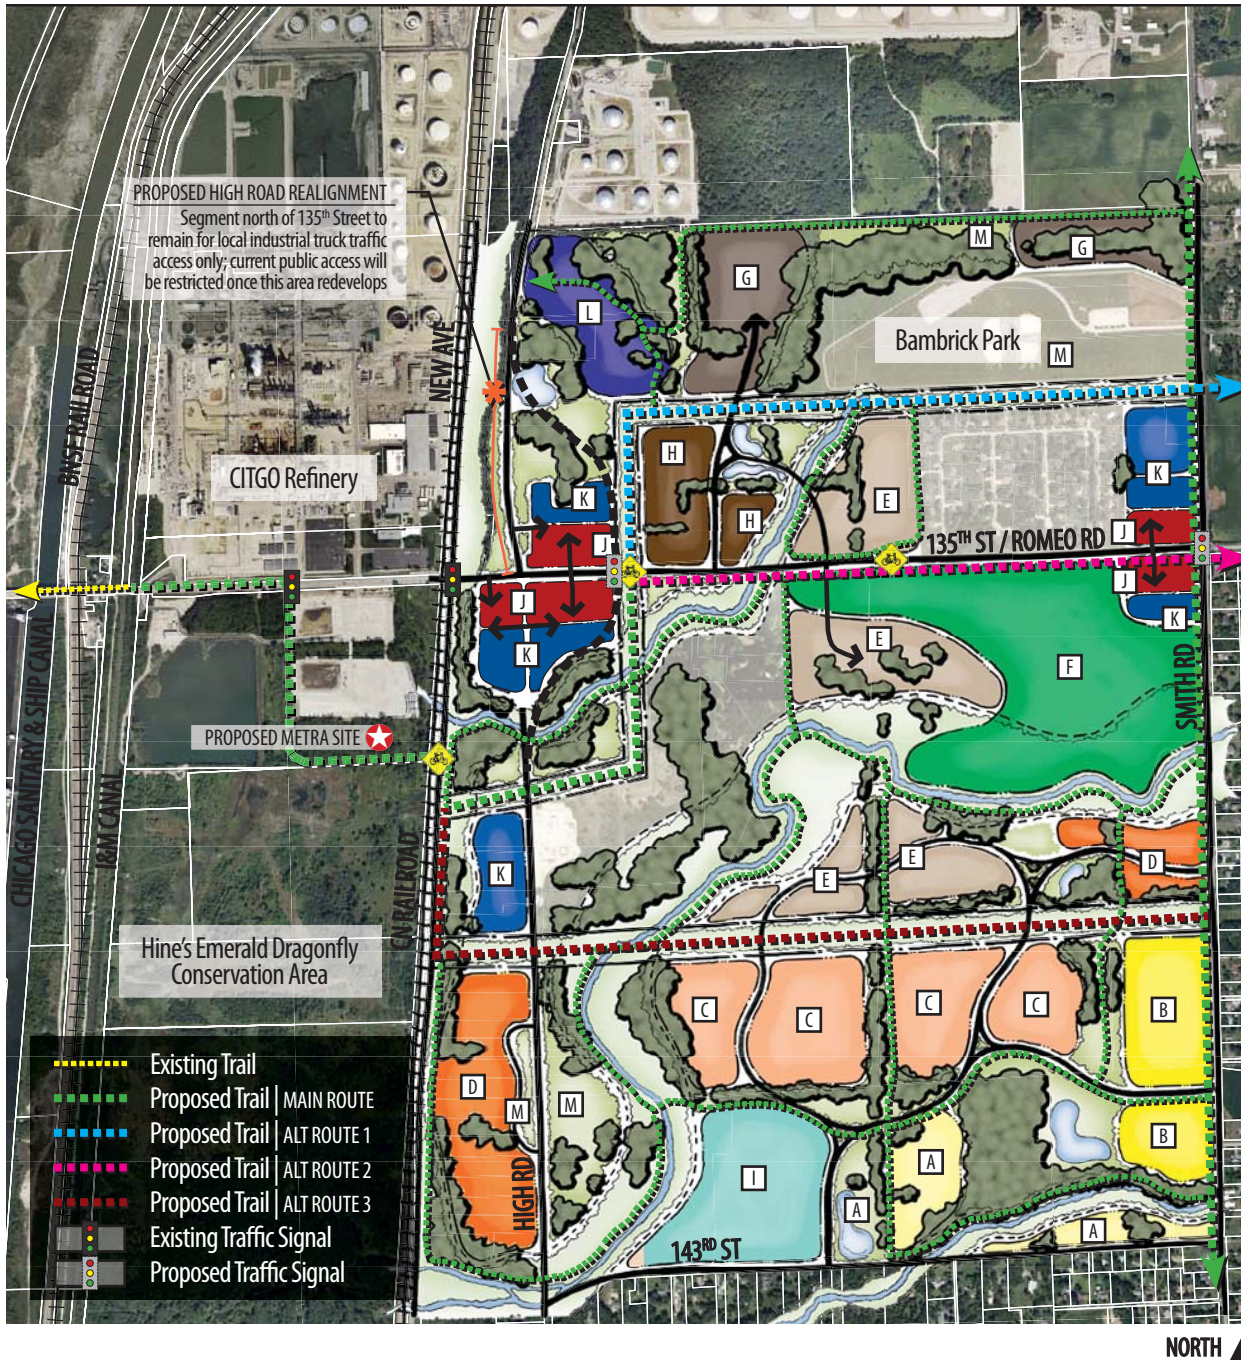 PROPOSED HIGH ROAD REALIGNMENT
Segment north of 135th Street to
remain for local industrial truck traffic
access only; current public access will
be restricted once this area redevelops
M
G
G
L
NEW AVE
Bambrick Park
M
BNSF RAILROAD
CITGO Refinery
H
K
E
K
H
J
J
135TH ST / ROMEO RD
J
J
K
E
K
F
SMITH RD
CHICAGO SANITARY & SHIP CANAL
I&M CANAL
PROPOSED METRA SITE
CN RAILROAD
K
E
E
D
Hine's Emerald Dragonfly
Conservation Area
C
C
C
C
B
D
M
M
HIGH RD
B
A
I
A
A
143RD ST
Existing Trail
Proposed Trail | MAIN ROUTE
Proposed Trail | ALT ROUTE 1
Proposed Trail | ALT ROUTE 2
Proposed Trail | ALT ROUTE 3
Existing Traffic Signal
Proposed Traffic Signal
NORTH